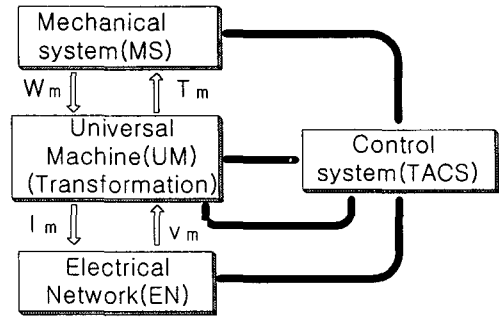 Mechanical
system(MS)
Wm
Tm
Universal
Machine(UM)
(Transformation)
Control
system(TACS)
Im
vm
Electrical
Network(EN)